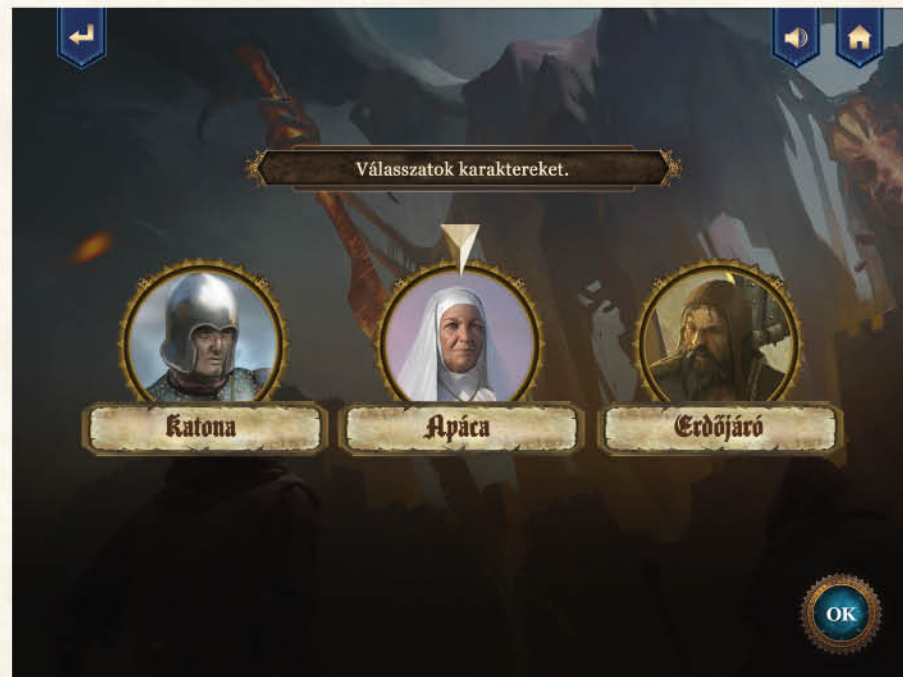 Válasszatok karaktereket.
Katona
Apáca
Erdőjáró
OK